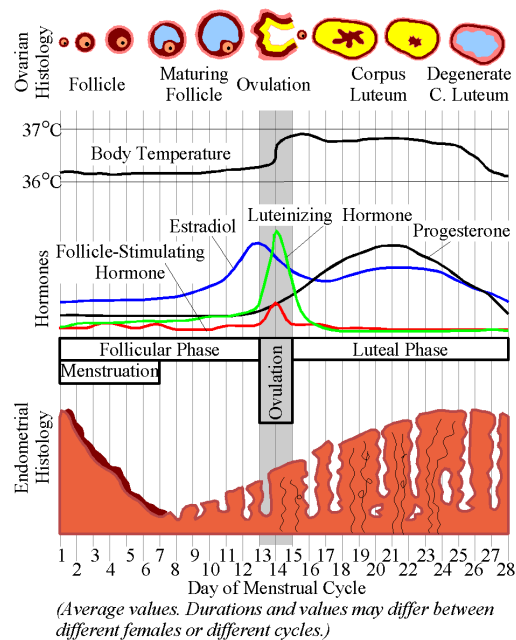 Ovarian
Histology
Follicle
Maturing
Follicle
Ovulation
Corpus
Luteum
Degenerate
C. Luteum
37°C
Body Temperature
36°C
Hormones
Estradiol
Luteinizing Hormone
Follicle-Stimulating
Hormone
Progesterone
Follicular Phase
Ovulation
Luteal Phase
Menstruation
Endometrial
Histology
1 3 5 7 9 11 13 15 17 19 21 23 25 27
2 4 6 8 10 12 14 16 18 20 22 24 26 28
Day of Menstrual Cycle
(Average values. Durations and values may differ between
different females or different cycles.)